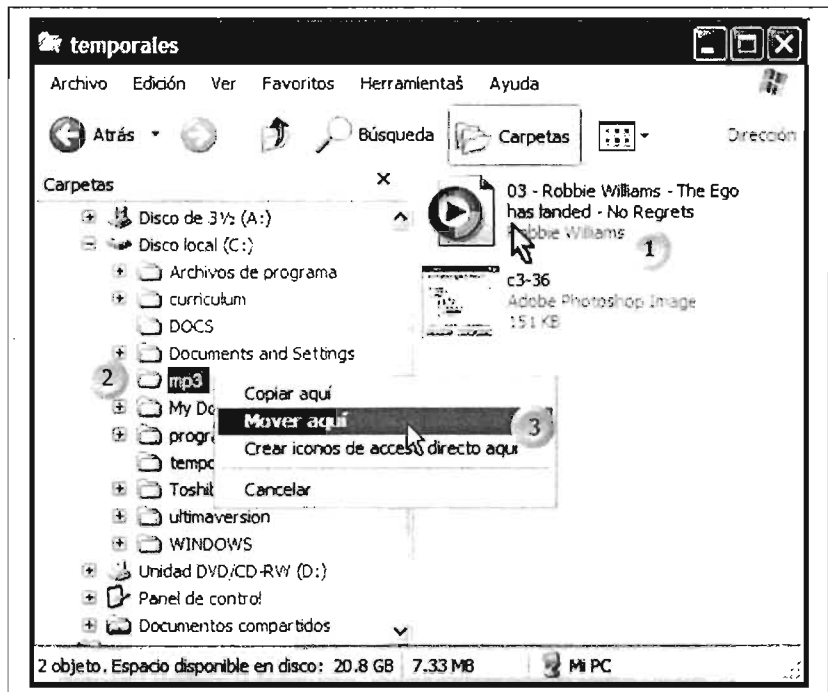 temporales
Archivo Edición Ver Favoritos Herramientas Ayuda
Atrás Búsqueda Carpetas Dirección
Carpetas ×
Disco de 3½ (A:)
Disco local (C:)
Archivos de programa
curriculum
DOCS
Documents and Settings
2 mp3
My Do
progr
tempo
Toshib
ultimaversion
WINDOWS
Unidad DVD/CD-RW (D:)
Panel de control
Documentos compartidos
03 - Robbie Williams - The Ego
has landed - No Regrets
Robbie Williams
1
c3-36
Adobe Photoshop Image
151 KB
Copiar aquí
Mover aquí
3
Crear iconos de acceso directo aquí
Cancelar
2 objeto. Espacio disponible en disco: 20.8 GB 7.33 MB Mi PC